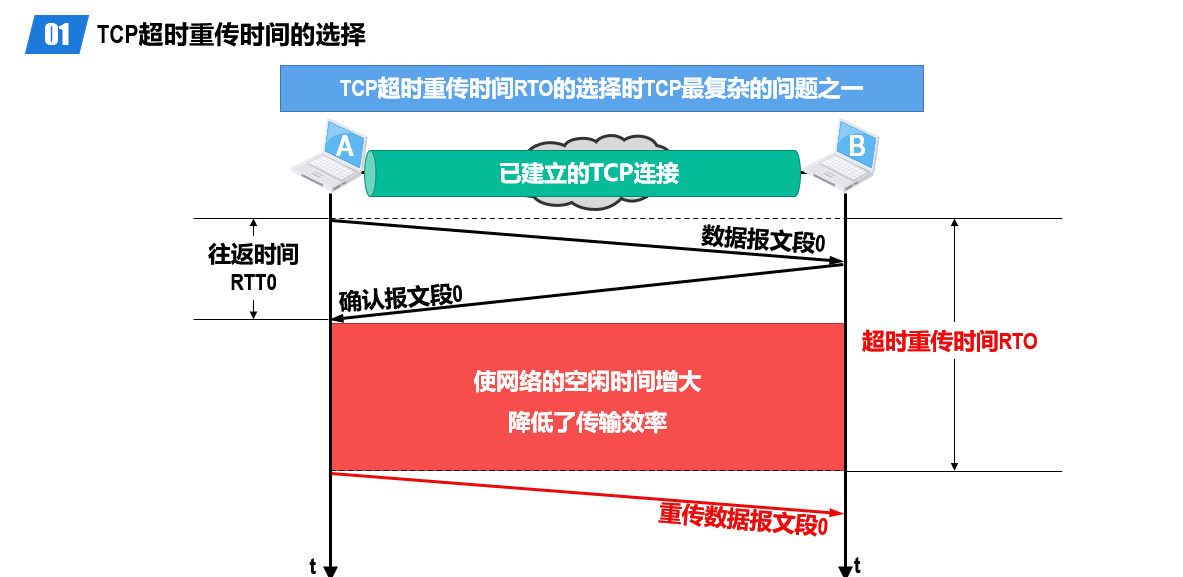 01 TCP超时重传时间的选择
TCP超时重传时间RTO的选择时TCP最复杂的问题之一
A
B
已建立的TCP连接
数据报文段0
往返时间
RTT0
确认报文段0
超时重传时间RTO
使网络的空闲时间增大
降低了传输效率
重传数据报文段0
t
t